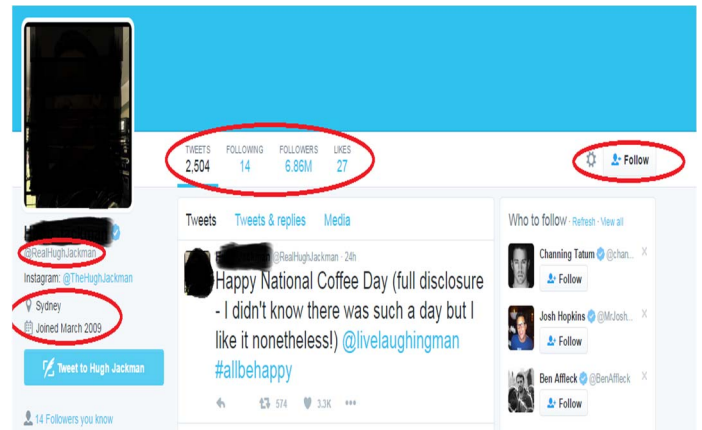 TWEETS FOLLOWING FOLLOWERS LIKES
2,504 14 6.86M 27
Follow
@RealHughJackman
Instagram: @TheHughJackman
Sydney
Joined March 2009
Tweet to Hugh Jackman
14 Followers you know
Tweets Tweets & replies Media
@RealHughJackman · 24h
Happy National Coffee Day (full disclosure
- I didn't know there was such a day but I
like it nonetheless!) @livelaughingman
#allbehappy
574 3.3K
Who to follow · Refresh · View all
Channing Tatum @chan...
Follow
Josh Hopkins @MrJosh...
Follow
Ben Affleck @BenAffleck
Follow